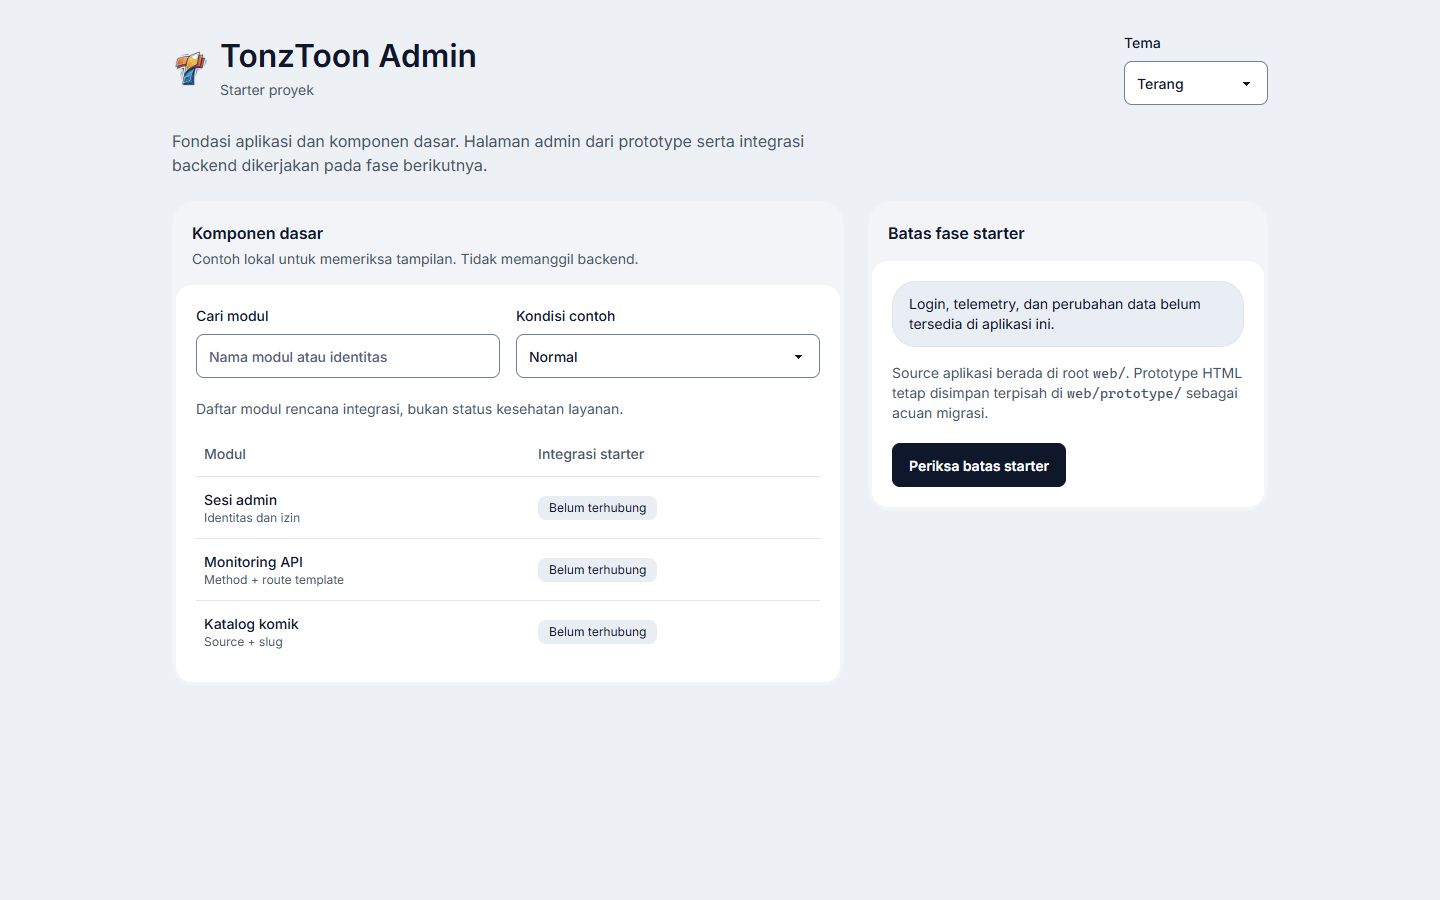 TonzToon Admin
Starter proyek
Tema
Terang
Fondasi aplikasi dan komponen dasar. Halaman admin dari prototype serta integrasi
backend dikerjakan pada fase berikutnya.
Komponen dasar
Contoh lokal untuk memeriksa tampilan. Tidak memanggil backend.
Cari modul
Nama modul atau identitas
Kondisi contoh
Normal
Daftar modul rencana integrasi, bukan status kesehatan layanan.
Modul
Integrasi starter
Sesi admin
Identitas dan izin
Belum terhubung
Monitoring API
Method + route template
Belum terhubung
Katalog komik
Source + slug
Belum terhubung
Batas fase starter
Login, telemetry, dan perubahan data belum
tersedia di aplikasi ini.
Source aplikasi berada di root web/. Prototype HTML
tetap disimpan terpisah di web/prototype/ sebagai
acuan migrasi.
Periksa batas starter